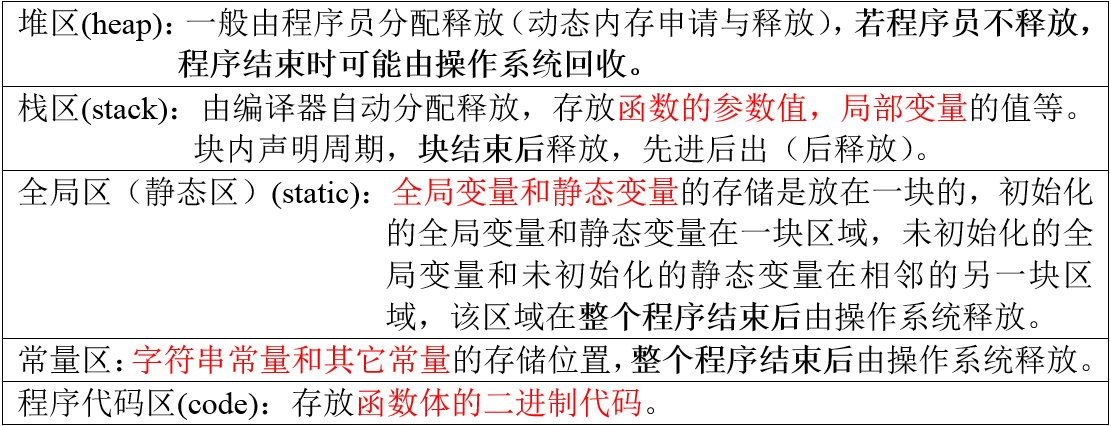 堆区(heap)：一般由程序员分配释放（动态内存申请与释放），若程序员不释放，
程序结束时可能由操作系统回收。
栈区(stack)：由编译器自动分配释放，存放函数的参数值，局部变量的值等。
块内声明周期，块结束后释放，先进后出（后释放）。
全局区（静态区）(static)：全局变量和静态变量的存储是放在一块的，初始化
的全局变量和静态变量在一块区域，未初始化的全
局变量和未初始化的静态变量在相邻的另一块区
域，该区域在整个程序结束后由操作系统释放。
常量区：字符串常量和其它常量的存储位置，整个程序结束后由操作系统释放。
程序代码区(code)：存放函数体的二进制代码。